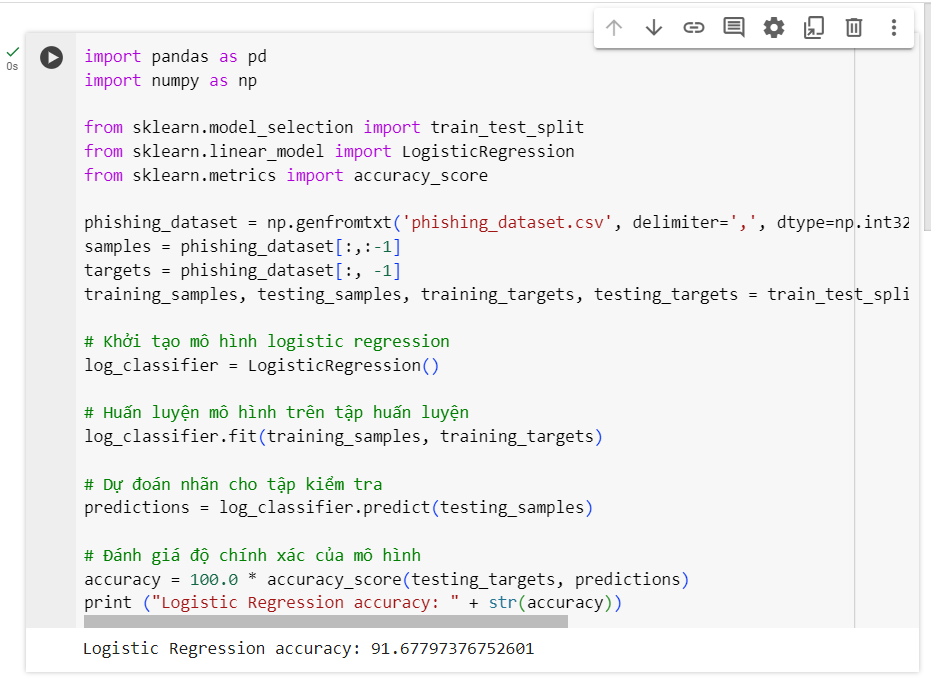 0s
import pandas as pd
import numpy as np
from sklearn.model_selection import train_test_split
from sklearn.linear_model import LogisticRegression
from sklearn.metrics import accuracy_score
phishing_dataset = np.genfromtxt('phishing_dataset.csv', delimiter=',', dtype=np.int32
samples = phishing_dataset[:,:-1]
targets = phishing_dataset[:, -1]
training_samples, testing_samples, training_targets, testing_targets = train_test_spli
# Khởi tạo mô hình logistic regression
log_classifier = LogisticRegression()
# Huấn luyện mô hình trên tập huấn luyện
log_classifier.fit(training_samples, training_targets)
# Dự đoán nhãn cho tập kiểm tra
predictions = log_classifier.predict(testing_samples)
# Đánh giá độ chính xác của mô hình
accuracy = 100.0 * accuracy_score(testing_targets, predictions)
print ("Logistic Regression accuracy: " + str(accuracy))
Logistic Regression accuracy: 91.67797376752601